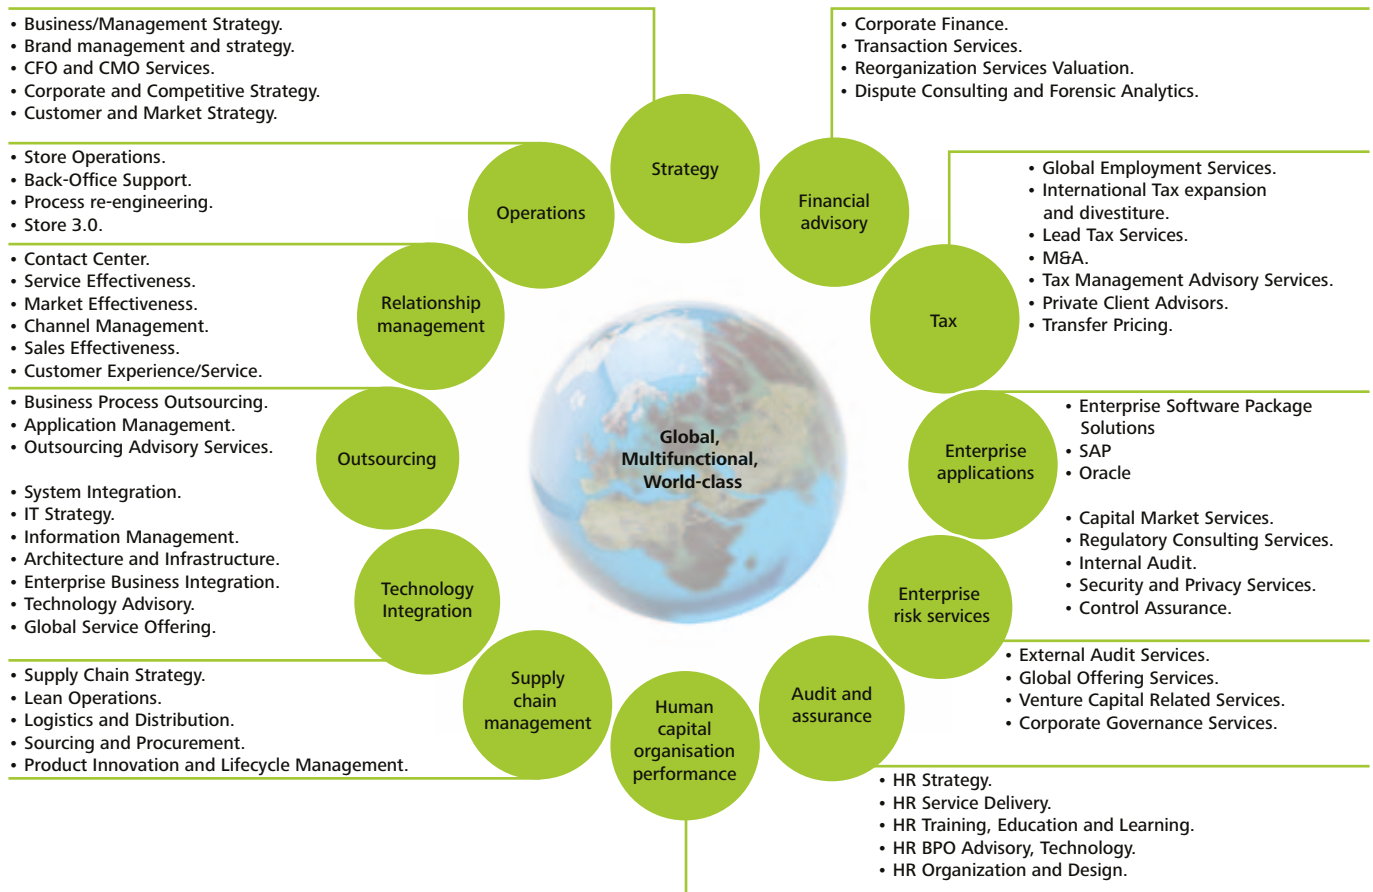 • Business/Management Strategy.
• Brand management and strategy.
• CFO and CMO Services.
• Corporate and Competitive Strategy.
• Customer and Market Strategy.
• Store Operations.
• Back-Office Support.
• Process re-engineering.
• Store 3.0.
• Contact Center.
• Service Effectiveness.
• Market Effectiveness.
• Channel Management.
• Sales Effectiveness.
• Customer Experience/Service.
• Business Process Outsourcing.
• Application Management.
• Outsourcing Advisory Services.
• System Integration.
• IT Strategy.
• Information Management.
• Architecture and Infrastructure.
• Enterprise Business Integration.
• Technology Advisory.
• Global Service Offering.
• Supply Chain Strategy.
• Lean Operations.
• Logistics and Distribution.
• Sourcing and Procurement.
• Product Innovation and Lifecycle Management.
Strategy
Operations
Relationship
management
Outsourcing
Technology
Integration
Supply
chain
management
Human
capital
organisation
performance
Audit and
assurance
Enterprise
risk services
Enterprise
applications
Tax
Financial
advisory
Global,
Multifunctional,
World-class
• Corporate Finance.
• Transaction Services.
• Reorganization Services Valuation.
• Dispute Consulting and Forensic Analytics.
• Global Employment Services.
• International Tax expansion
and divestiture.
• Lead Tax Services.
• M&A.
• Tax Management Advisory Services.
• Private Client Advisors.
• Transfer Pricing.
• Enterprise Software Package
Solutions
• SAP
• Oracle
• Capital Market Services.
• Regulatory Consulting Services.
• Internal Audit.
• Security and Privacy Services.
• Control Assurance.
• External Audit Services.
• Global Offering Services.
• Venture Capital Related Services.
• Corporate Governance Services.
• HR Strategy.
• HR Service Delivery.
• HR Training, Education and Learning.
• HR BPO Advisory, Technology.
• HR Organization and Design.